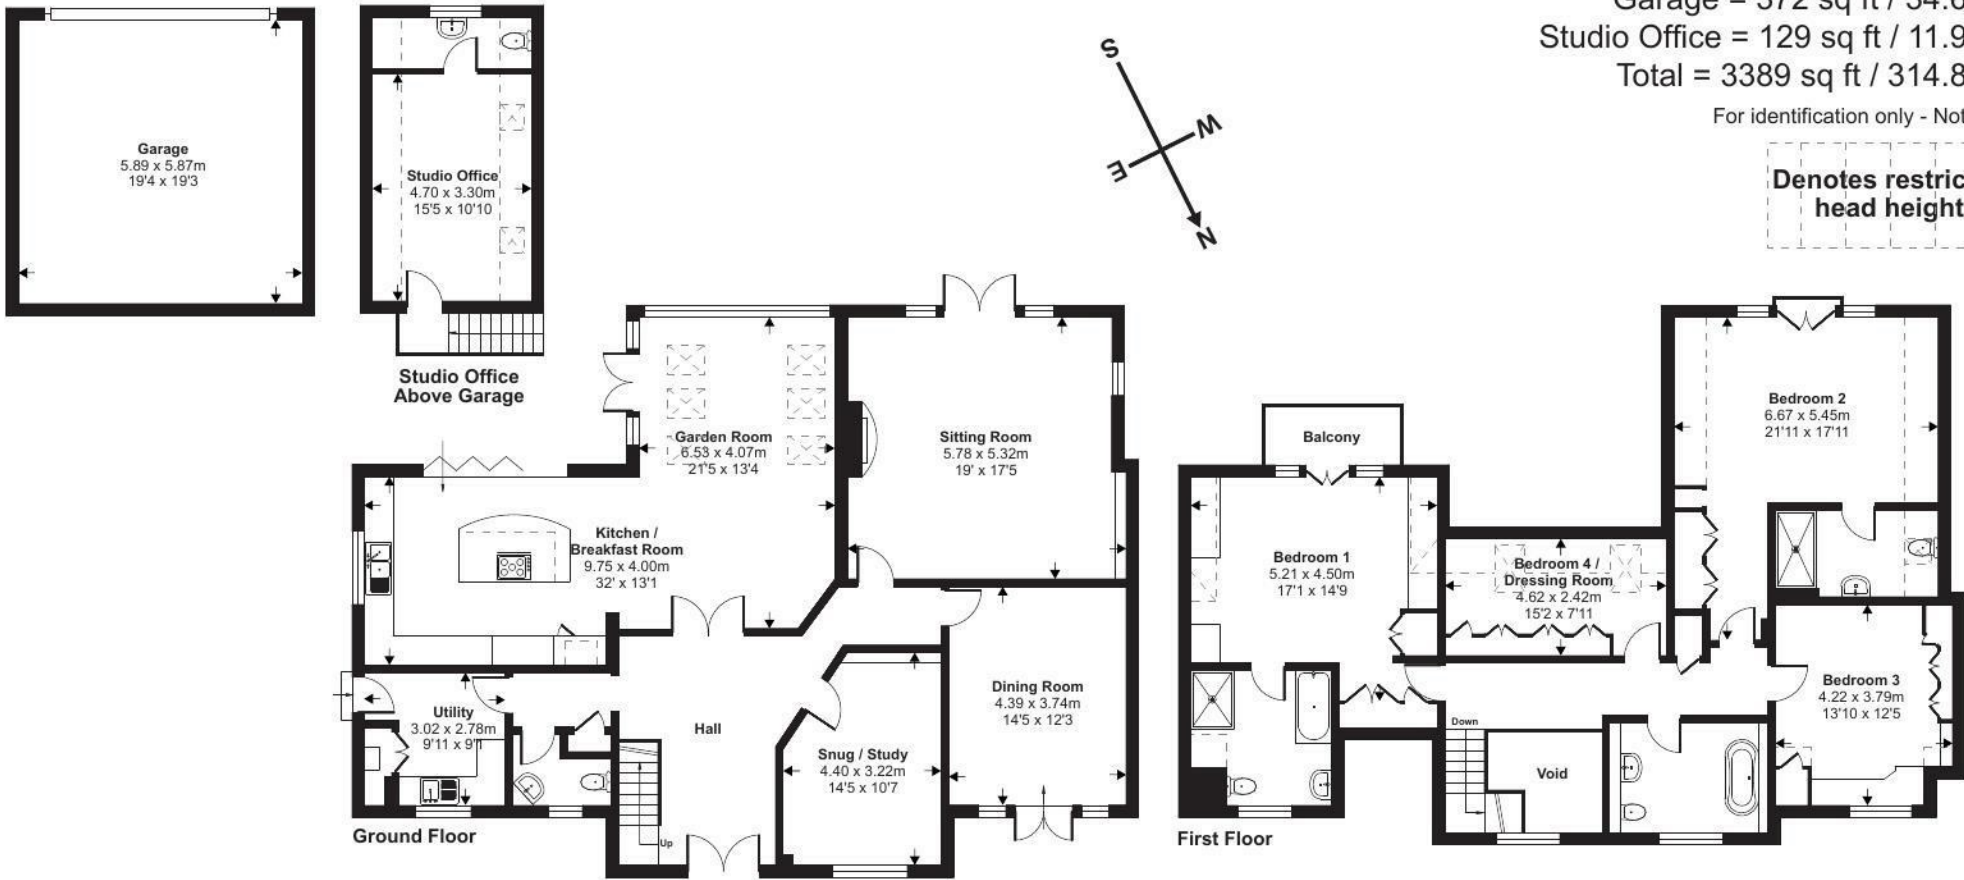 Garage = 372 sq ft / 34.6
Studio Office = 129 sq ft / 11.9
Total = 3389 sq ft / 314.8
For identification only - Not
Denotes restric
head height
S
W
E
N
Garage
5.89 x 5.87m
19'4 x 19'3
Studio Office
4.70 x 3.30m
15'5 x 10'10
Studio Office
Above Garage
Garden Room
6.53 x 4.07m
21'5 x 13'4
Sitting Room
5.78 x 5.32m
19' x 17'5
Kitchen /
Breakfast Room
9.75 x 4.00m
32' x 13'1
Utility
3.02 x 2.78m
9'11 x 9'1
Hall
Up
Snug / Study
4.40 x 3.22m
14'5 x 10'7
Dining Room
4.39 x 3.74m
14'5 x 12'3
Ground Floor
Balcony
Bedroom 1
5.21 x 4.50m
17'1 x 14'9
Bedroom 2
6.67 x 5.45m
21'11 x 17'11
Bedroom 4 /
Dressing Room
4.62 x 2.42m
15'2 x 7'11
Bedroom 3
4.22 x 3.79m
13'10 x 12'5
Down
Void
First Floor